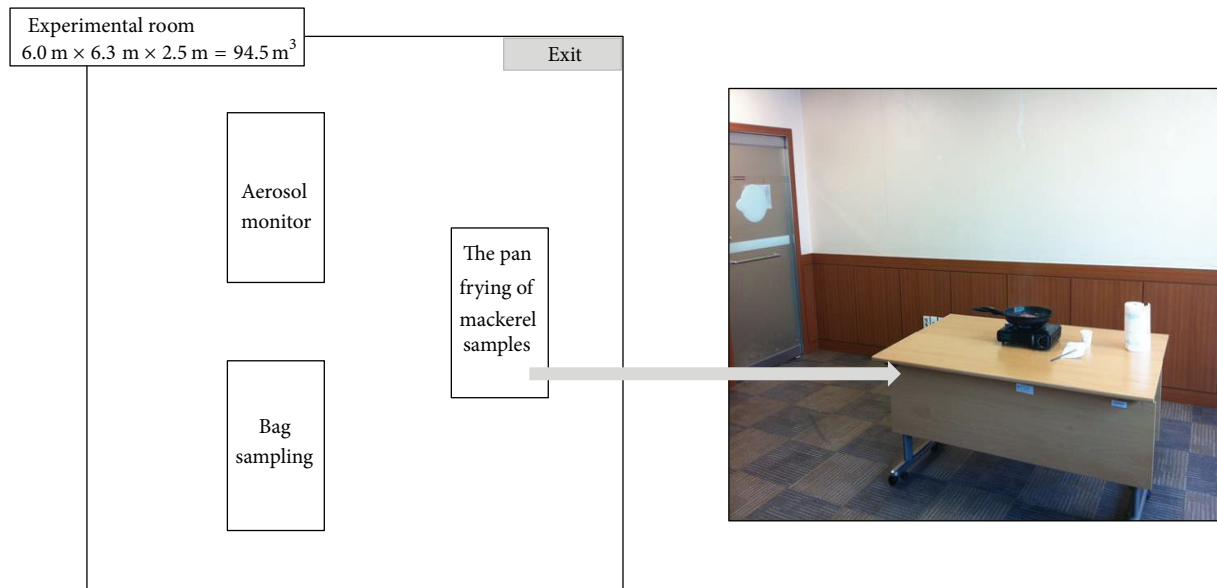 Experimental room
6.0 m × 6.3 m × 2.5 m = 94.5 m³
Exit
Aerosol
monitor
The pan
frying of
mackerel
samples
Bag
sampling